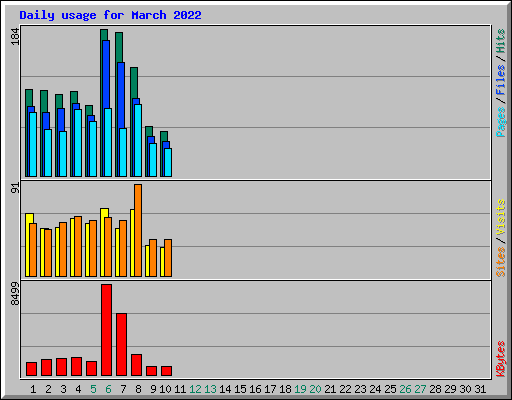 Daily usage for March 2022
184
Pages / Files / Hits
91
Sites / Visits
8499
KBytes
1 2 3 4 5 6 7 8 9 10 11 12 13 14 15 16 17 18 19 20 21 22 23 24 25 26 27 28 29 30 31